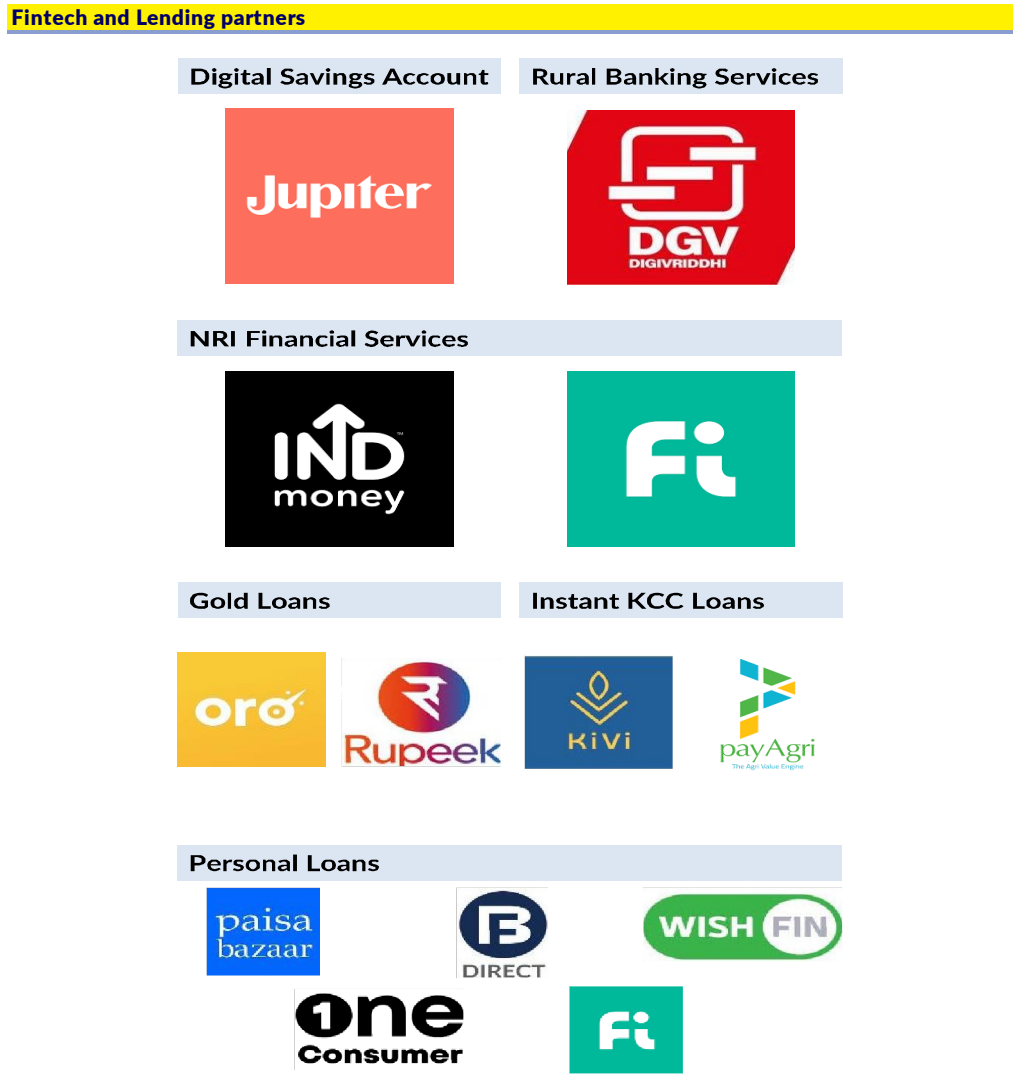 Fintech and Lending partners
Digital Savings Account
Rural Banking Services
Jupiter
DGV
DIGIVRIDDHI
NRI Financial Services
IND
money
™
Fi
Gold Loans
Instant KCC Loans
oro
Rupeek
KiVi
payAgri
The Agri Value Engine
Personal Loans
paisa
bazaar
B
DIRECT
WISH FIN
1
One
Consumer
Fi